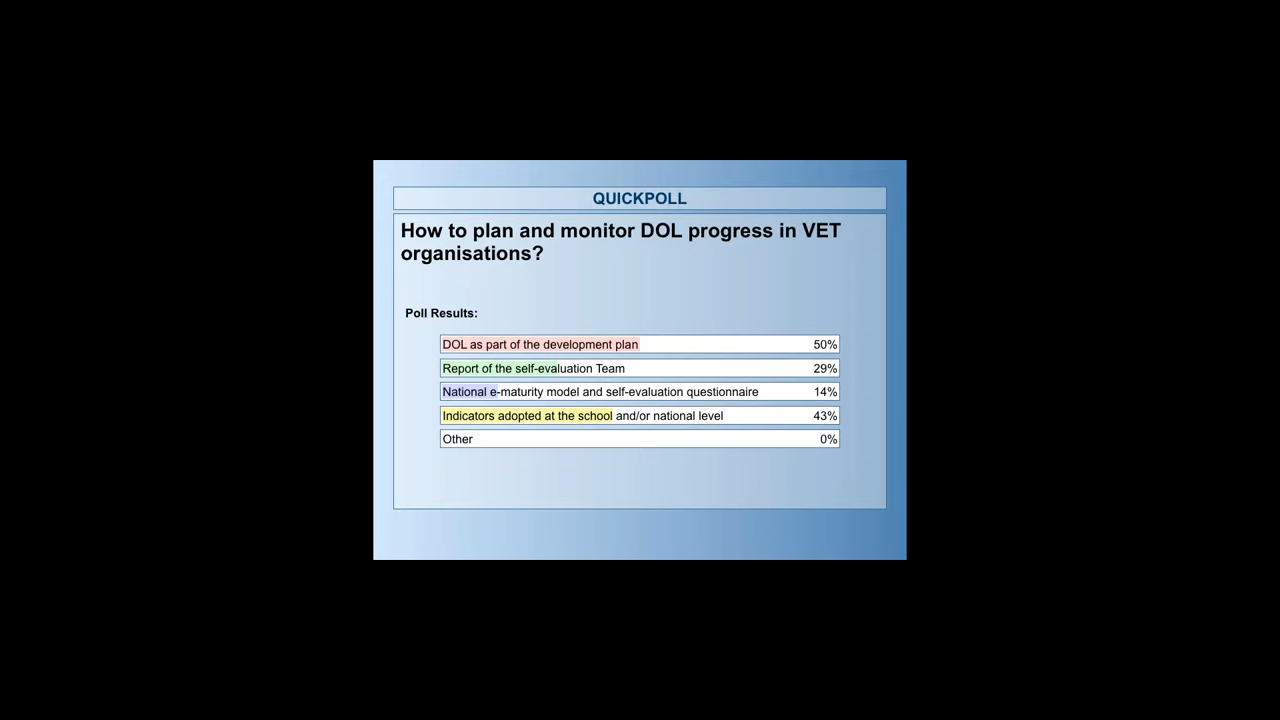 QUICKPOLL
How to plan and monitor DOL progress in VET
organisations?
Poll Results:
DOL as part of the development plan 50%
Report of the self-evaluation Team 29%
National e-maturity model and self-evaluation questionnaire 14%
Indicators adopted at the school and/or national level 43%
Other 0%